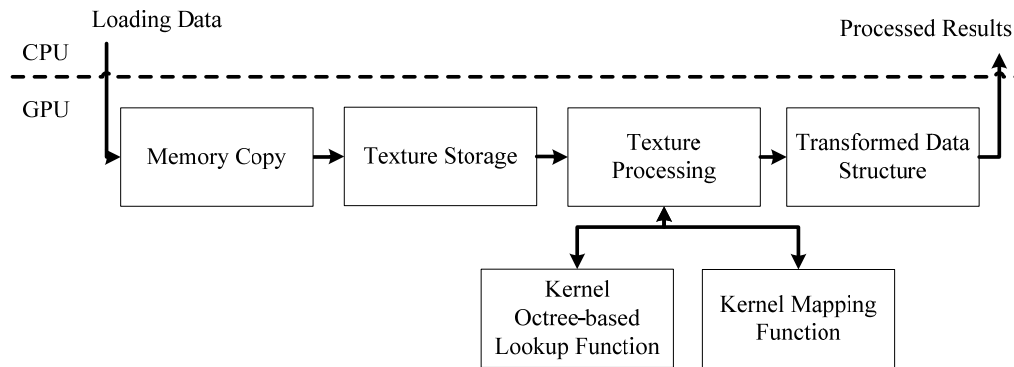 Loading Data
Processed Results
CPU
GPU
Memory Copy
Texture Storage
Texture
Processing
Transformed Data
Structure
Kernel
Octree-based
Lookup Function
Kernel Mapping
Function